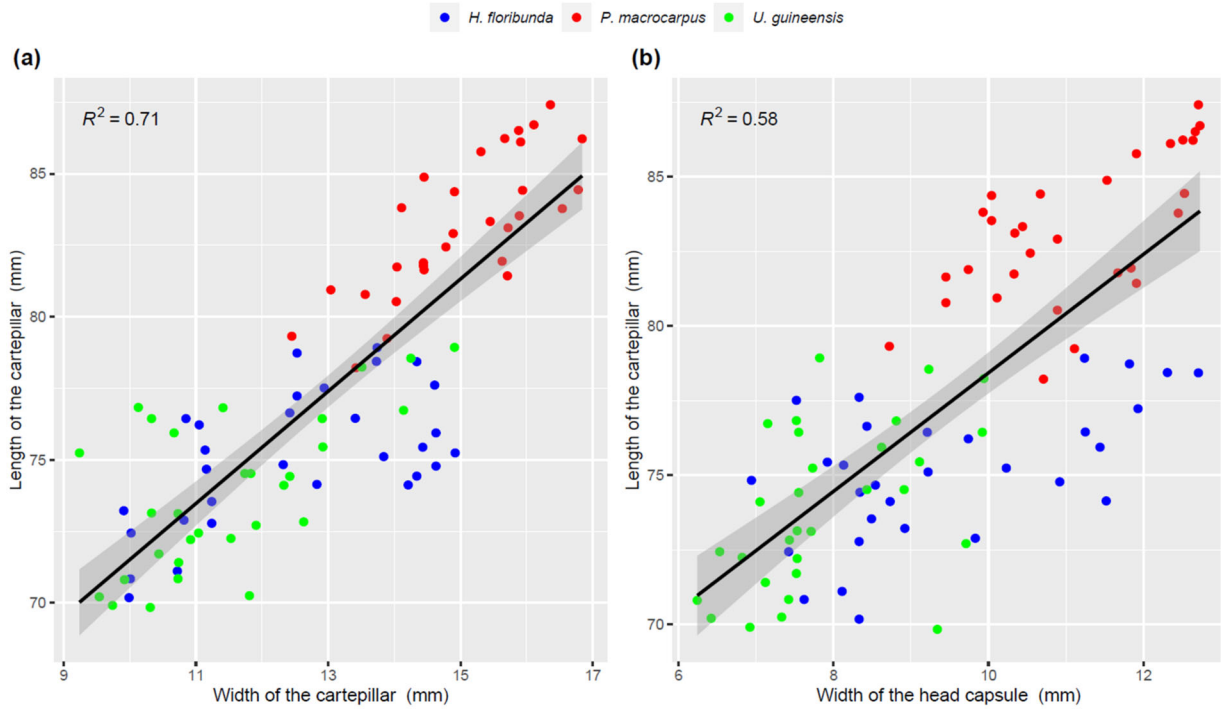 H. floribunda P. macrocarpus U. guineensis
(a)
R² = 0.71
85
80
75
70
Length of the cartepillar (mm)
9 11 13 15 17
Width of the cartepillar (mm)
(b)
R² = 0.58
85
80
75
70
Length of the cartepillar (mm)
6 8 10 12
Width of the head capsule (mm)